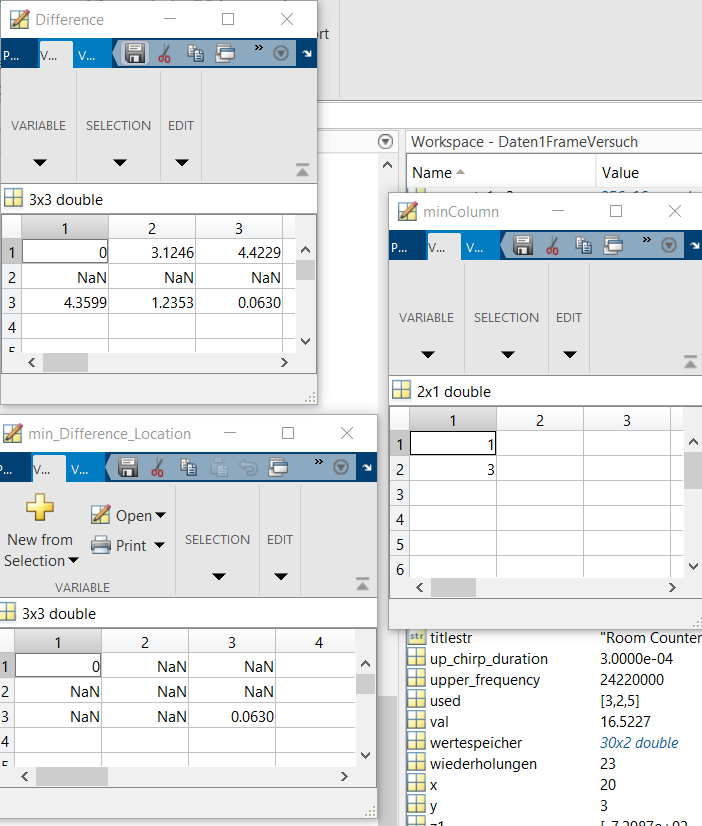 Difference
ort
P... V... V...
VARIABLE SELECTION EDIT
3x3 double
1 2 3
1 0 3.1246 4.4229
2 NaN NaN NaN
3 4.3599 1.2353 0.0630
4
5
Workspace - Daten1FrameVersuch
Name Value
minColumn
P... V... V...
VARIABLE SELECTION EDIT
2x1 double
1 2 3
1 1
2 3
3
4
5
6
min_Difference_Location
P... V... V...
New from
Selection
Open
Print
VARIABLE
SELECTION EDIT
3x3 double
1 2 3 4
1 0 NaN NaN
2 NaN NaN NaN
3 NaN NaN 0.0630
4
5
str titlestr "Room Counter
up_chirp_duration 3.0000e-04
upper_frequency 24220000
used [3,2,5]
val 16.5227
wertespeicher 30x2 double
wiederholungen 23
x 20
y 3
z1 [-7.2987e+02